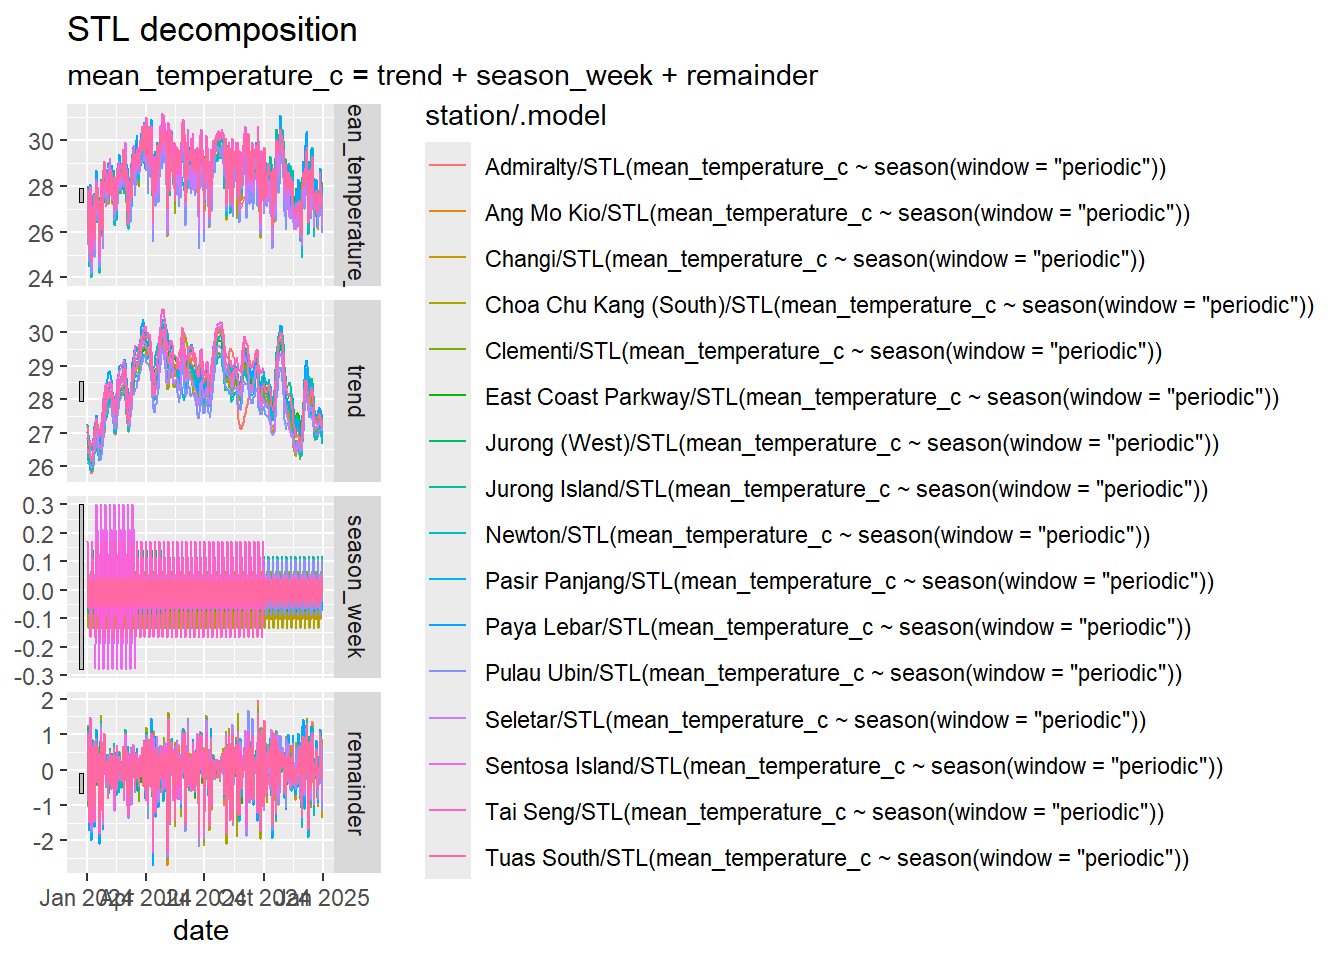 STL decomposition
mean_temperature_c = trend + season_week + remainder
station/.model
30
28
26
24
ean_temperature_
30
29
28
27
26
trend
0.3
0.2
0.1
0.0
-0.1
-0.2
-0.3
season_week
2
1
0
-1
-2
remainder
Jan 2024 Apr 2024 Jul 2024 Oct 2024 Jan 2025
date
Admiralty/STL(mean_temperature_c ~ season(window = "periodic"))
Ang Mo Kio/STL(mean_temperature_c ~ season(window = "periodic"))
Changi/STL(mean_temperature_c ~ season(window = "periodic"))
Choa Chu Kang (South)/STL(mean_temperature_c ~ season(window = "periodic"))
Clementi/STL(mean_temperature_c ~ season(window = "periodic"))
East Coast Parkway/STL(mean_temperature_c ~ season(window = "periodic"))
Jurong (West)/STL(mean_temperature_c ~ season(window = "periodic"))
Jurong Island/STL(mean_temperature_c ~ season(window = "periodic"))
Newton/STL(mean_temperature_c ~ season(window = "periodic"))
Pasir Panjang/STL(mean_temperature_c ~ season(window = "periodic"))
Paya Lebar/STL(mean_temperature_c ~ season(window = "periodic"))
Pulau Ubin/STL(mean_temperature_c ~ season(window = "periodic"))
Seletar/STL(mean_temperature_c ~ season(window = "periodic"))
Sentosa Island/STL(mean_temperature_c ~ season(window = "periodic"))
Tai Seng/STL(mean_temperature_c ~ season(window = "periodic"))
Tuas South/STL(mean_temperature_c ~ season(window = "periodic"))